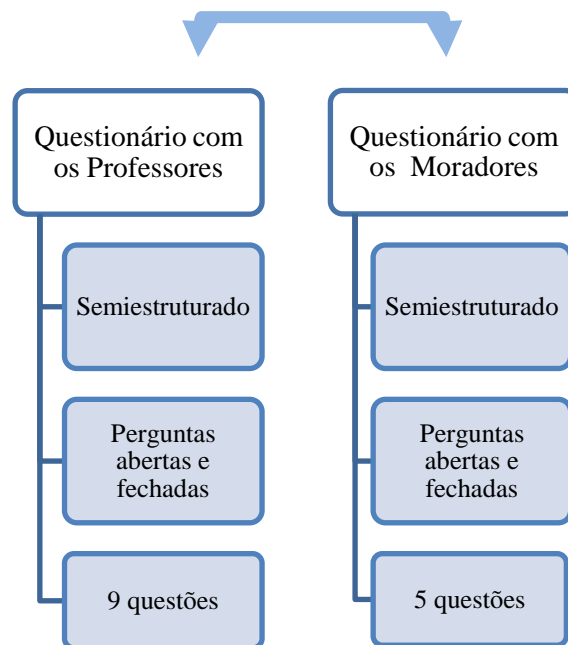 Questionário com
os Professores
Semiestruturado
Perguntas
abertas e
fechadas
9 questões
Questionário com
os Moradores
Semiestruturado
Perguntas
abertas e
fechadas
5 questões